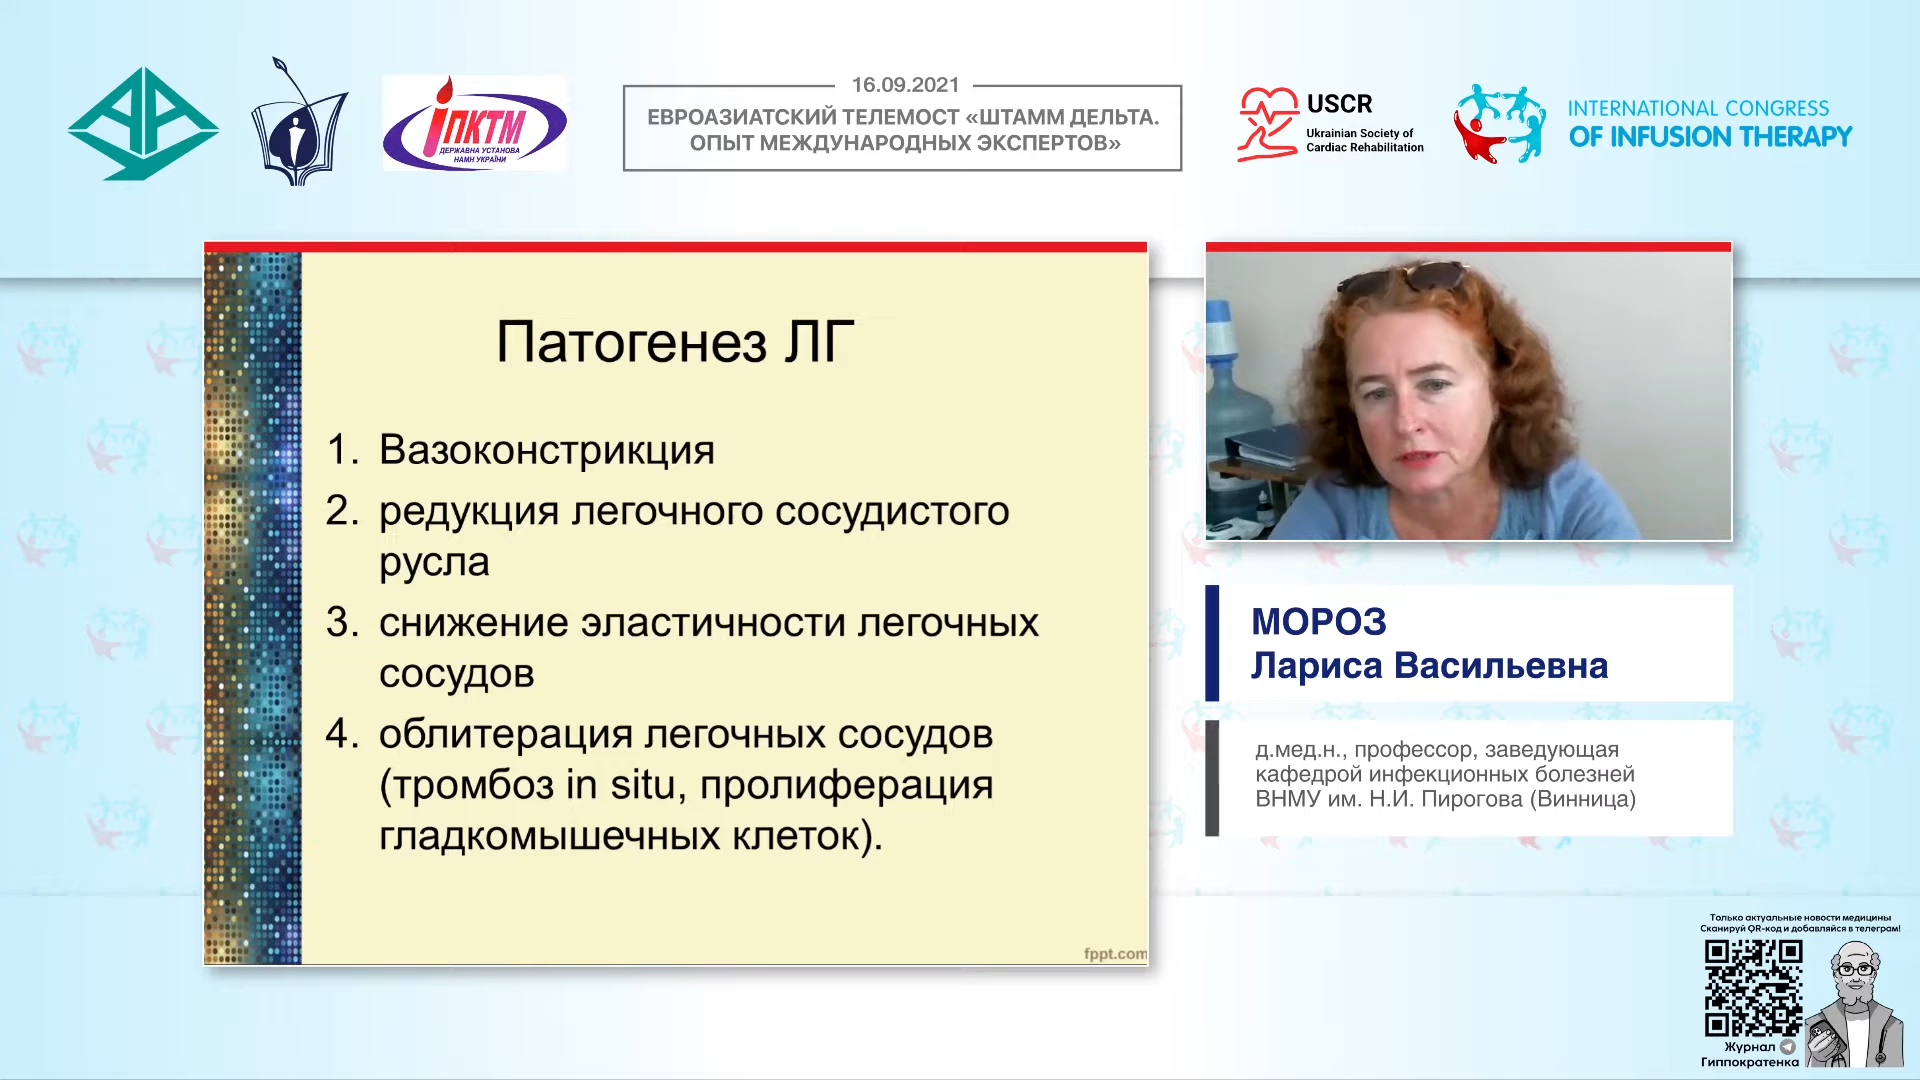 16.09.2021
ЕВРОАЗИАТСКИЙ ТЕЛЕМОСТ «ШТАММ ДЕЛЬТА.
ОПЫТ МЕЖДУНАРОДНЫХ ЭКСПЕРТОВ»
ІПКТМ
ДЕРЖАВНА УСТАНОВА
НАМН УКРАЇНИ
USCR
Ukrainian Society of
Cardiac Rehabilitation
INTERNATIONAL CONGRESS
OF INFUSION THERAPY
Патогенез ЛГ
1. Вазоконстрикция
2. редукция легочного сосудистого
русла
3. снижение эластичности легочных
сосудов
4. облитерация легочных сосудов
(тромбоз in situ, пролиферация
гладкомышечных клеток).
fppt.com
МОРОЗ
Лариса Васильевна
д.мед.н., профессор, заведующая
кафедрой инфекционных болезней
ВНМУ им. Н.И. Пирогова (Винница)
Только актуальные новости медицины
Сканируй QR-код и добавляйся в телеграм!
Журнал
Гиппократенка